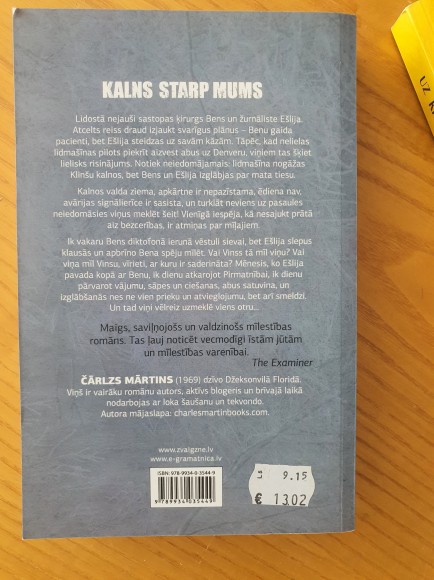 KALNS STARP MUMS
Lidostā nejauši sastopas ķirurgs Bens un žurnāliste Ešlija.
Atcelts reiss draud izjaukt svarīgus plānus – Benu gaida
pacienti, bet Ešlija steidzas uz savām kāzām. Tāpēc, kad nelielas
lidmašīnas pilots piekrīt aizvest abus uz Denveru, viņiem tas šķiet
lielisks risinājums. Notiek neiedomājamais: lidmašīna nogāžas
Klinšu kalnos, bet Bens un Ešlija izglābjas par mata tiesu.
Kalnos valda ziema, apkārtne ir nepazīstama, ēdiena nav,
avārijas signālierīce ir sasista, un turklāt neviens uz pasaules
neiedomāsies viņus meklēt šeit! Vienīgā iespēja, kā nesajukt prātā
aiz bezcerības, ir atmiņas par mīļajiem.
Ik vakaru Bens diktofonā ierunā vēstuli sievai, bet Ešlija slepus
klausās un apbrīno Bena spēju mīlēt. Vai Vinss tā mīl viņu? Vai
viņa mīl Vinsu, vīrieti, ar kuru ir saderināta? Mēnesis, ko Ešlija
pavada kopā ar Benu, ik dienu atkarojot Pirmatnībai, ik dienu
pārvarot vājumu, sāpes un ciešanas, abus satuvina, un
izglābšanās nes ne vien prieku un atvieglojumu, bet arī smeldzi.
Un tad viņi vēlreiz uzmeklē viens otru...
Maigs, saviļņojošs un valdzinošs mīlestības
romāns. Tas ļauj noticēt vecmodīgi īstām jūtām
un mīlestības varenībai.
The Examiner
ČĀRLZS MĀRTINS (1969) dzīvo Džeksonvilā Floridā.
Viņš ir vairāku romānu autors, aktīvs blogeris un brīvajā laikā
nodarbojas ar loka šaušanu un tekvondo.
Autora mājaslapa: charlesmartinbooks.com.
www.zvaigzne.lv
www.e-gramatnica.lv
ISBN 978-9934-0-3544-9
9 789934 035449
9.15
€ 13.02
UZ